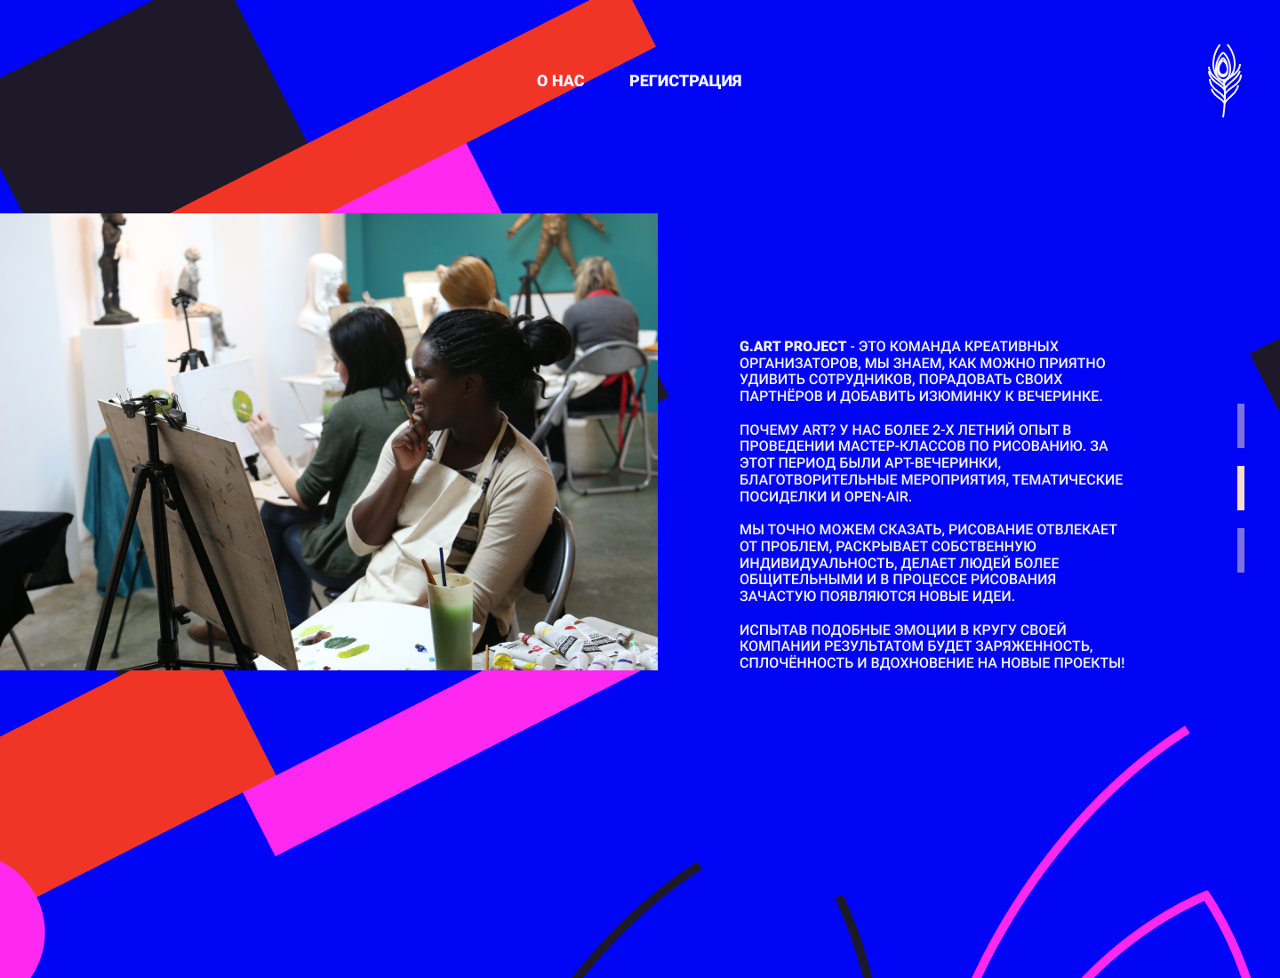 О НАС
РЕГИСТРАЦИЯ
G.ART PROJECT - ЭТО КОМАНДА КРЕАТИВНЫХ
ОРГАНИЗАТОРОВ, МЫ ЗНАЕМ, КАК МОЖНО ПРИЯТНО
УДИВИТЬ СОТРУДНИКОВ, ПОРАДОВАТЬ СВОИХ
ПАРТНЁРОВ И ДОБАВИТЬ ИЗЮМИНКУ К ВЕЧЕРИНКЕ.
ПОЧЕМУ ART? У НАС БОЛЕЕ 2-Х ЛЕТНИЙ ОПЫТ В
ПРОВЕДЕНИИ МАСТЕР-КЛАССОВ ПО РИСОВАНИЮ. ЗА
ЭТОТ ПЕРИОД БЫЛИ АРТ-ВЕЧЕРИНКИ,
БЛАГОТВОРИТЕЛЬНЫЕ МЕРОПРИЯТИЯ, ТЕМАТИЧЕСКИЕ
ПОСИДЕЛКИ И OPEN-AIR.
МЫ ТОЧНО МОЖЕМ СКАЗАТЬ, РИСОВАНИЕ ОТВЛЕКАЕТ
ОТ ПРОБЛЕМ, РАСКРЫВАЕТ СОБСТВЕННУЮ
ИНДИВИДУАЛЬНОСТЬ, ДЕЛАЕТ ЛЮДЕЙ БОЛЕЕ
ОБЩИТЕЛЬНЫМИ И В ПРОЦЕССЕ РИСОВАНИЯ
ЗАЧАСТУЮ ПОЯВЛЯЮТСЯ НОВЫЕ ИДЕИ.
ИСПЫТАВ ПОДОБНЫЕ ЭМОЦИИ В КРУГУ СВОЕЙ
КОМПАНИИ РЕЗУЛЬТАТОМ БУДЕТ ЗАРЯЖЕННОСТЬ,
СПЛОЧЁННОСТЬ И ВДОХНОВЕНИЕ НА НОВЫЕ ПРОЕКТЫ!